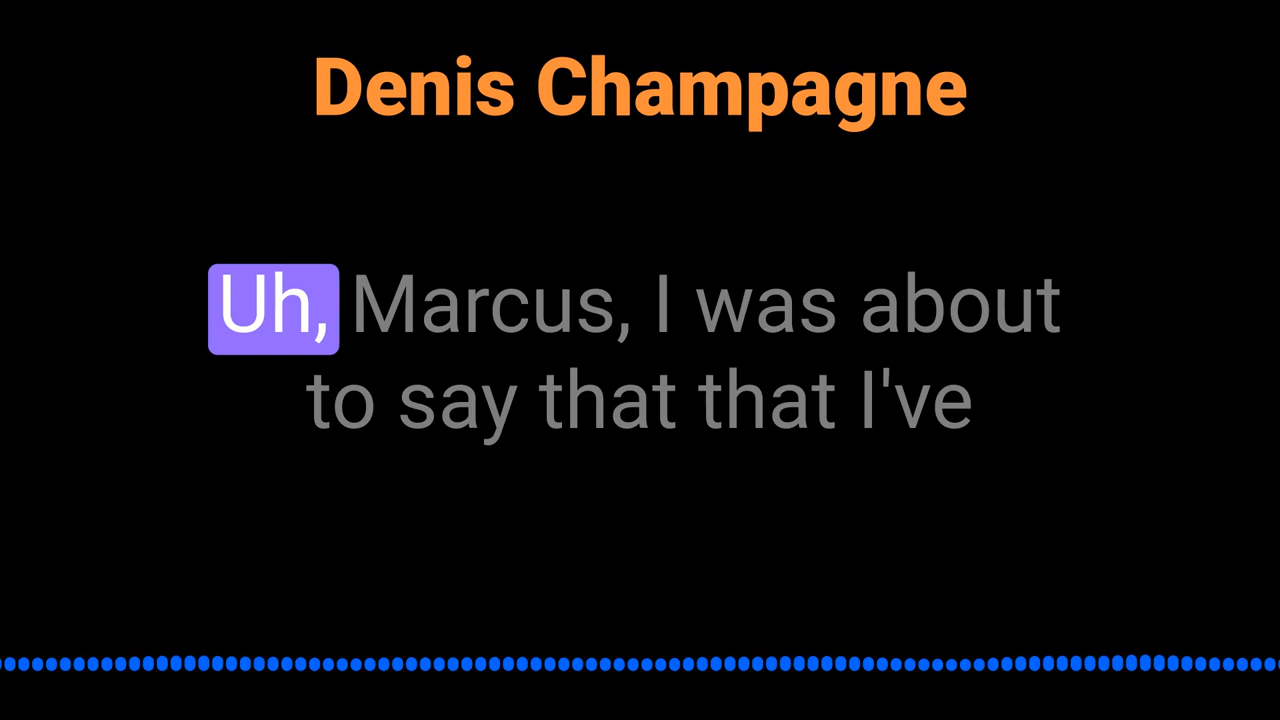 Denis Champagne
Uh, Marcus, I was about
to say that that I've